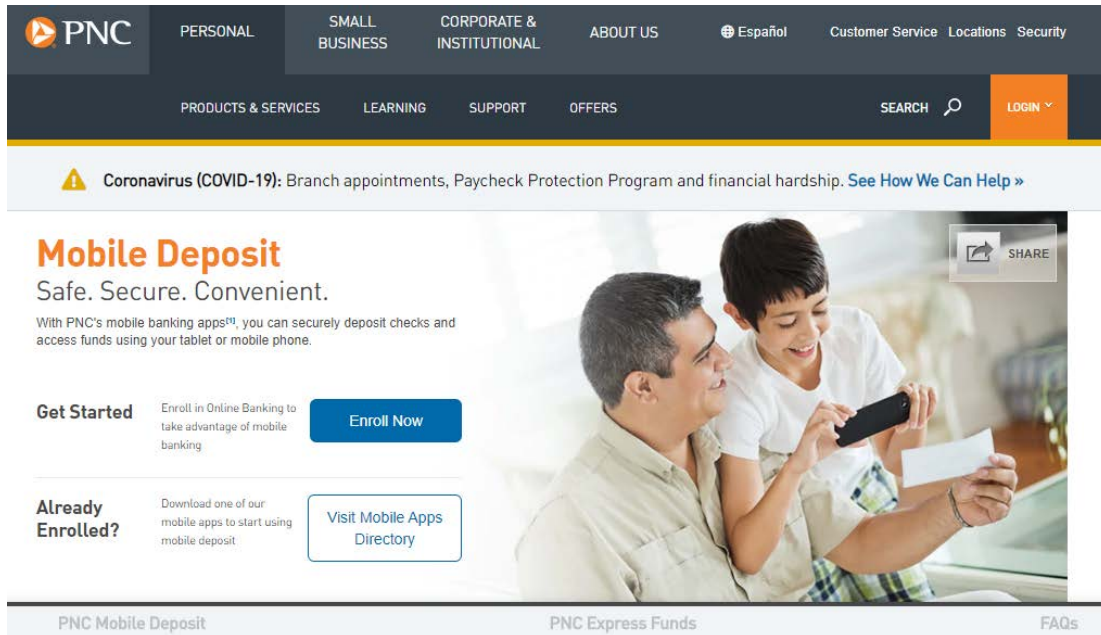 PNC
PERSONAL
SMALL
BUSINESS
CORPORATE &
INSTITUTIONAL
ABOUT US
Español
Customer Service Locations Security
PRODUCTS & SERVICES LEARNING SUPPORT OFFERS
SEARCH
LOGIN
Coronavirus (COVID-19): Branch appointments, Paycheck Protection Program and financial hardship. See How We Can Help »
Mobile Deposit
SHARE
Safe. Secure. Convenient.
With PNC's mobile banking apps[1], you can securely deposit checks and
access funds using your tablet or mobile phone.
Get Started
Enroll in Online Banking to
take advantage of mobile
banking
Enroll Now
Already
Enrolled?
Download one of our
mobile apps to start using
mobile deposit
Visit Mobile Apps
Directory
PNC Mobile Deposit PNC Express Funds FAQs